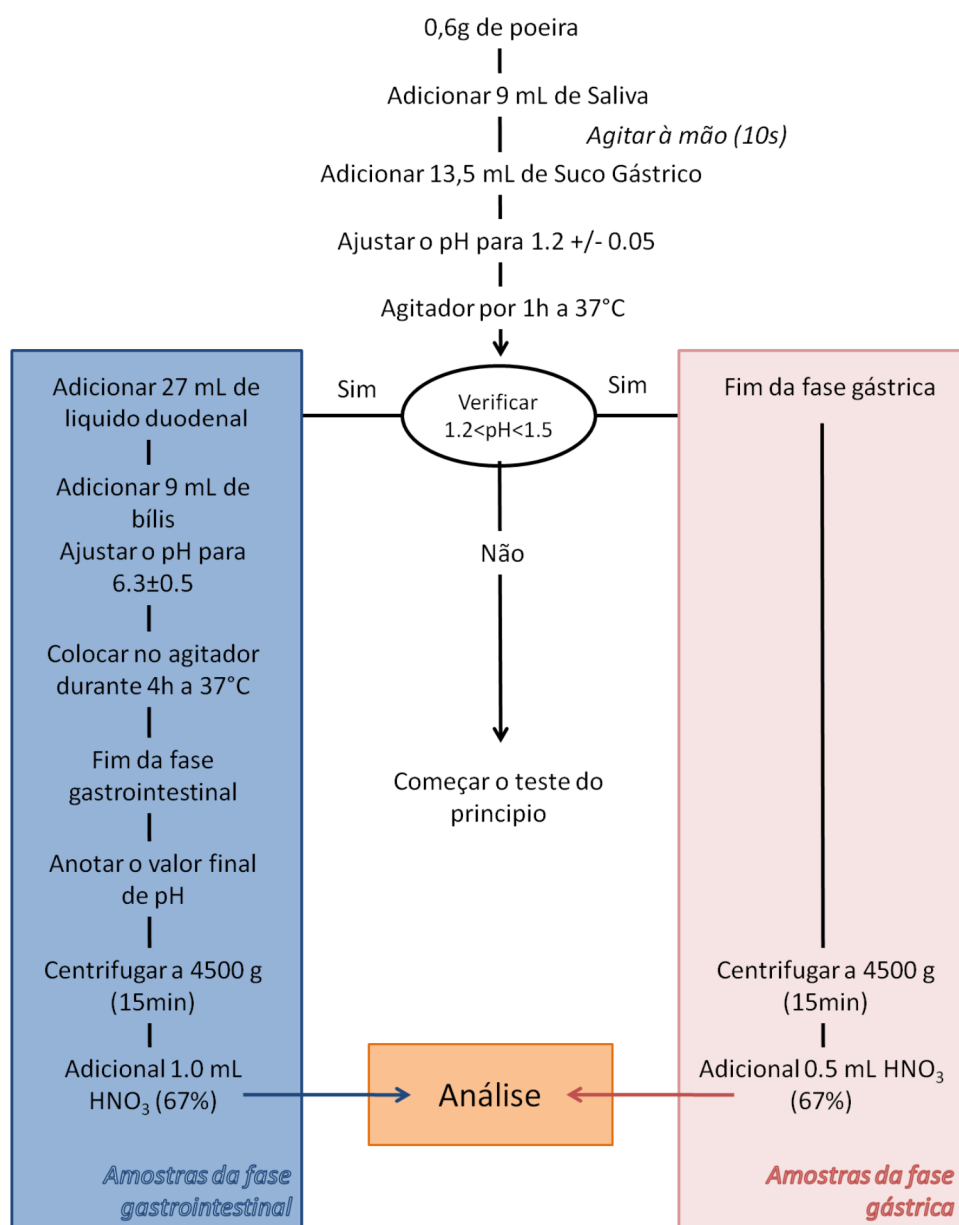 0,6g de poeira
Adicionar 9 mL de Saliva
Agitar à mão (10s)
Adicionar 13,5 mL de Suco Gástrico
Ajustar o pH para 1.2 +/- 0.05
Agitador por 1h a 37°C
Verificar
1.2<pH<1.5
Sim
Sim
Não
Começar o teste do
principio
Adicionar 27 mL de
liquido duodenal
Adicionar 9 mL de
bílis
Ajustar o pH para
6.3±0.5
Colocar no agitador
durante 4h a 37°C
Fim da fase
gastrointestinal
Anotar o valor final
de pH
Centrifugar a 4500 g
(15min)
Adicional 1.0 mL
HNO₃ (67%)
Amostras da fase
gastrointestinal
Análise
Fim da fase gástrica
Centrifugar a 4500 g
(15min)
Adicional 0.5 mL HNO₃
(67%)
Amostras da fase
gástrica